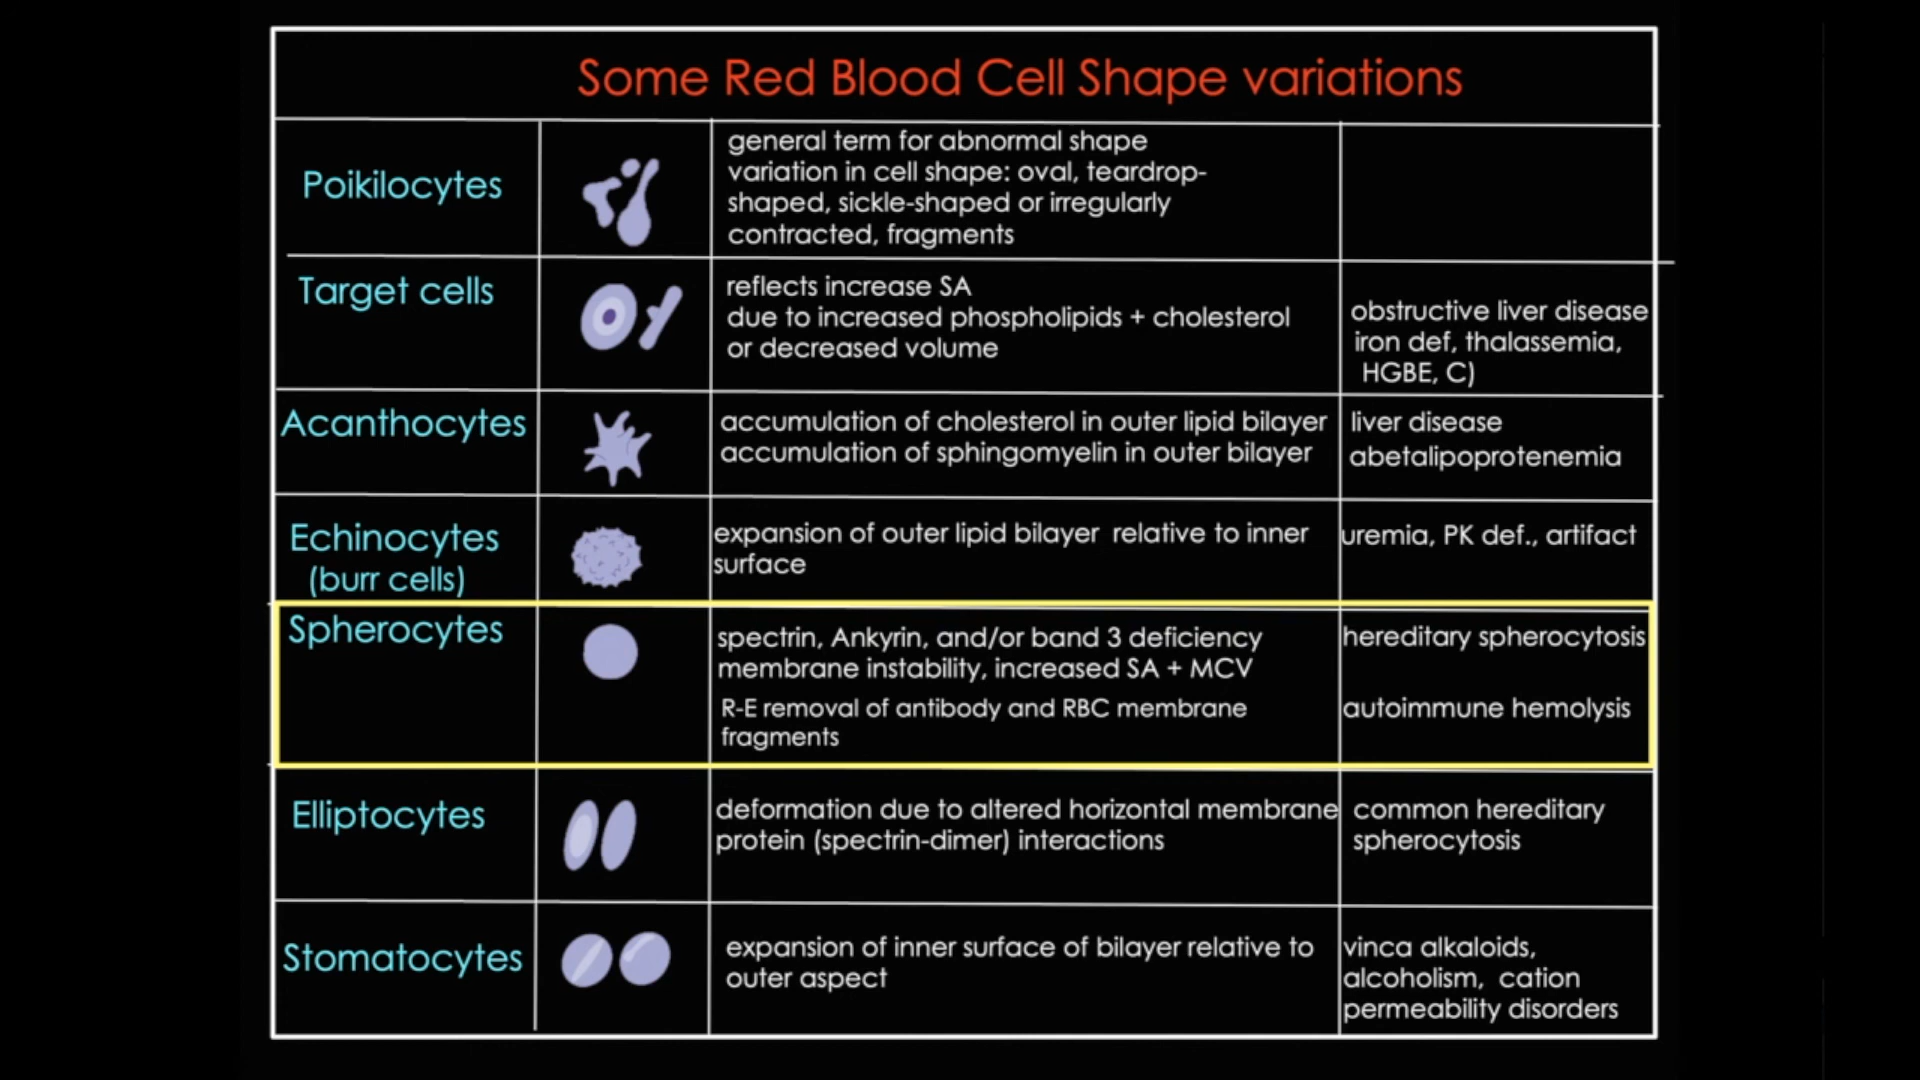 Some Red Blood Cell Shape variations
Poikilocytes
general term for abnormal shape
variation in cell shape: oval, teardrop-
shaped, sickle-shaped or irregularly
contracted, fragments
Target cells
reflects increase SA
due to increased phospholipids + cholesterol
or decreased volume
obstructive liver disease
iron def, thalassemia,
HGBE, C)
Acanthocytes
accumulation of cholesterol in outer lipid bilayer
accumulation of sphingomyelin in outer bilayer
liver disease
abetalipoprotenemia
Echinocytes
(burr cells)
expansion of outer lipid bilayer relative to inner
surface
uremia, PK def., artifact
Spherocytes
spectrin, Ankyrin, and/or band 3 deficiency
membrane instability, increased SA + MCV
R-E removal of antibody and RBC membrane
fragments
hereditary spherocytosis
autoimmune hemolysis
Elliptocytes
deformation due to altered horizontal membrane
protein (spectrin-dimer) interactions
common hereditary
spherocytosis
Stomatocytes
expansion of inner surface of bilayer relative to
outer aspect
vinca alkaloids,
alcoholism, cation
permeability disorders